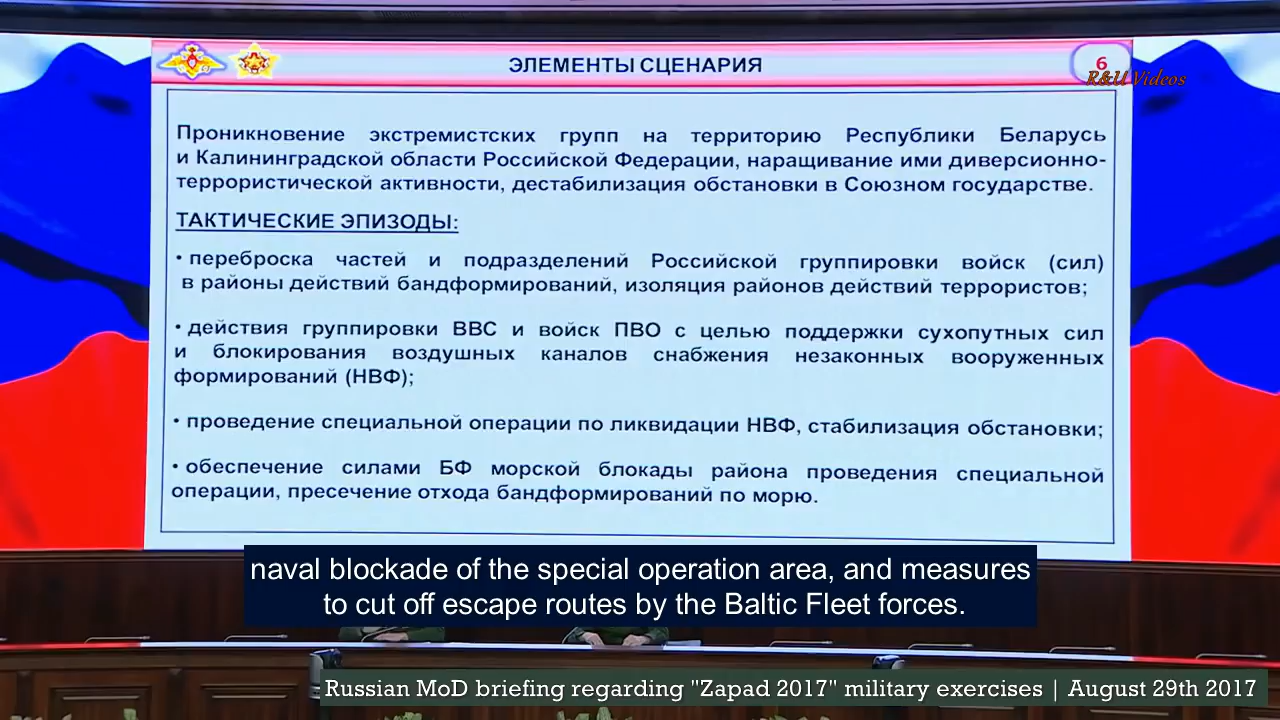 ЭЛЕМЕНТЫ СЦЕНАРИЯ
6
R&U Videos
Проникновение экстремистских групп на территорию Республики Беларусь
и Калининградской области Российской Федерации, наращивание ими диверсионно-
террористической активности, дестабилизация обстановки в Союзном государстве.
ТАКТИЧЕСКИЕ ЭПИЗОДЫ:
• переброска частей и подразделений Российской группировки войск (сил)
в районы действий бандформирований, изоляция районов действий террористов;
• действия группировки ВВС и войск ПВО с целью поддержки сухопутных сил
и блокирования воздушных каналов снабжения незаконных вооруженных
формирований (НВФ);
• проведение специальной операции по ликвидации НВФ, стабилизация обстановки;
• обеспечение силами БФ морской блокады района проведения специальной
операции, пресечение отхода бандформирований по морю.
naval blockade of the special operation area, and measures
to cut off escape routes by the Baltic Fleet forces.
Russian MoD briefing regarding "Zapad 2017" military exercises | August 29th 2017